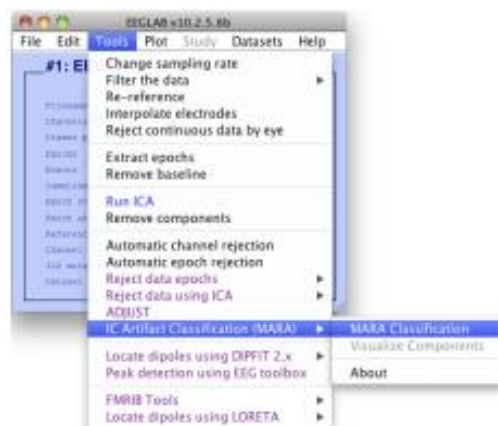 EEGLAB v10.2.5.8b
File Edit Tools Plot Study Datasets Help
#1: EE
Change sampling rate
Filter the data
Re-reference
Interpolate electrodes
Reject continuous data by eye
Extract epochs
Remove baseline
Run ICA
Remove components
Automatic channel rejection
Automatic epoch rejection
Reject data epochs
Reject data using ICA
ADJUST
IC Artifact Classification (MARA)
MARA Classification
Visualize Components
About
Locate dipoles using DIPFIT 2.x
Peak detection using EEG toolbox
FMRIB Tools
Locate dipoles using LORETA